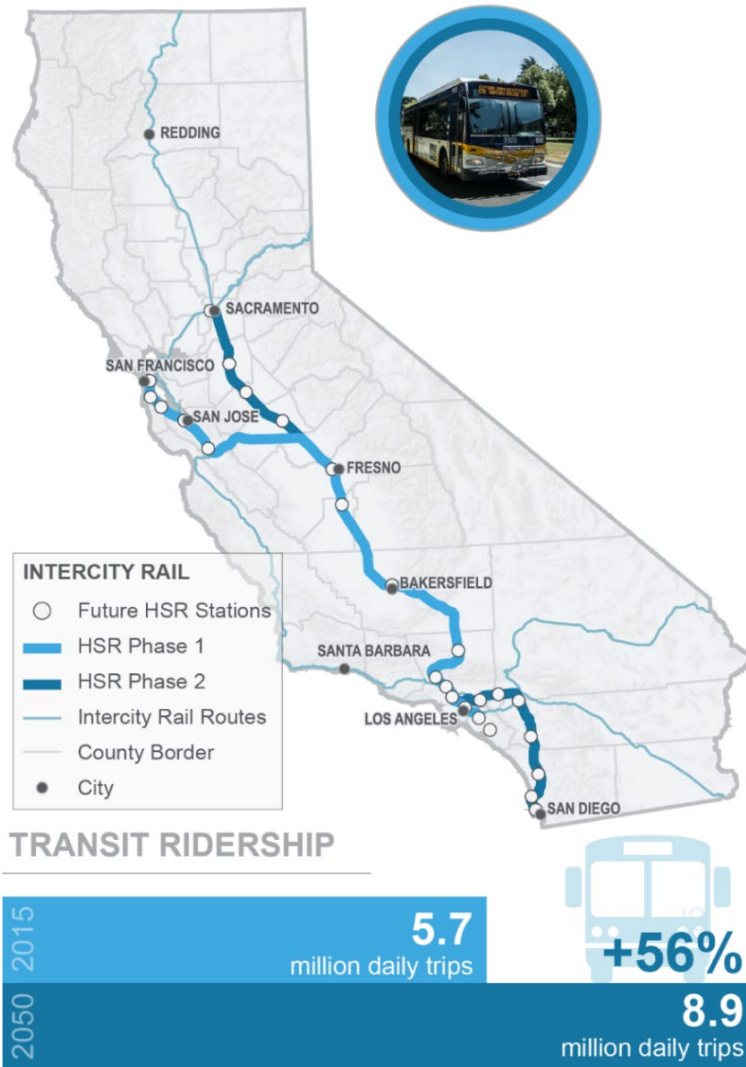 REDDING
SACRAMENTO
SAN FRANCISCO
SAN JOSE
FRESNO
BAKERSFIELD
SANTA BARBARA
LOS ANGELES
SAN DIEGO
INTERCITY RAIL
Future HSR Stations
HSR Phase 1
HSR Phase 2
Intercity Rail Routes
County Border
City
TRANSIT RIDERSHIP
2015
5.7
million daily trips
+56%
2050
8.9
million daily trips